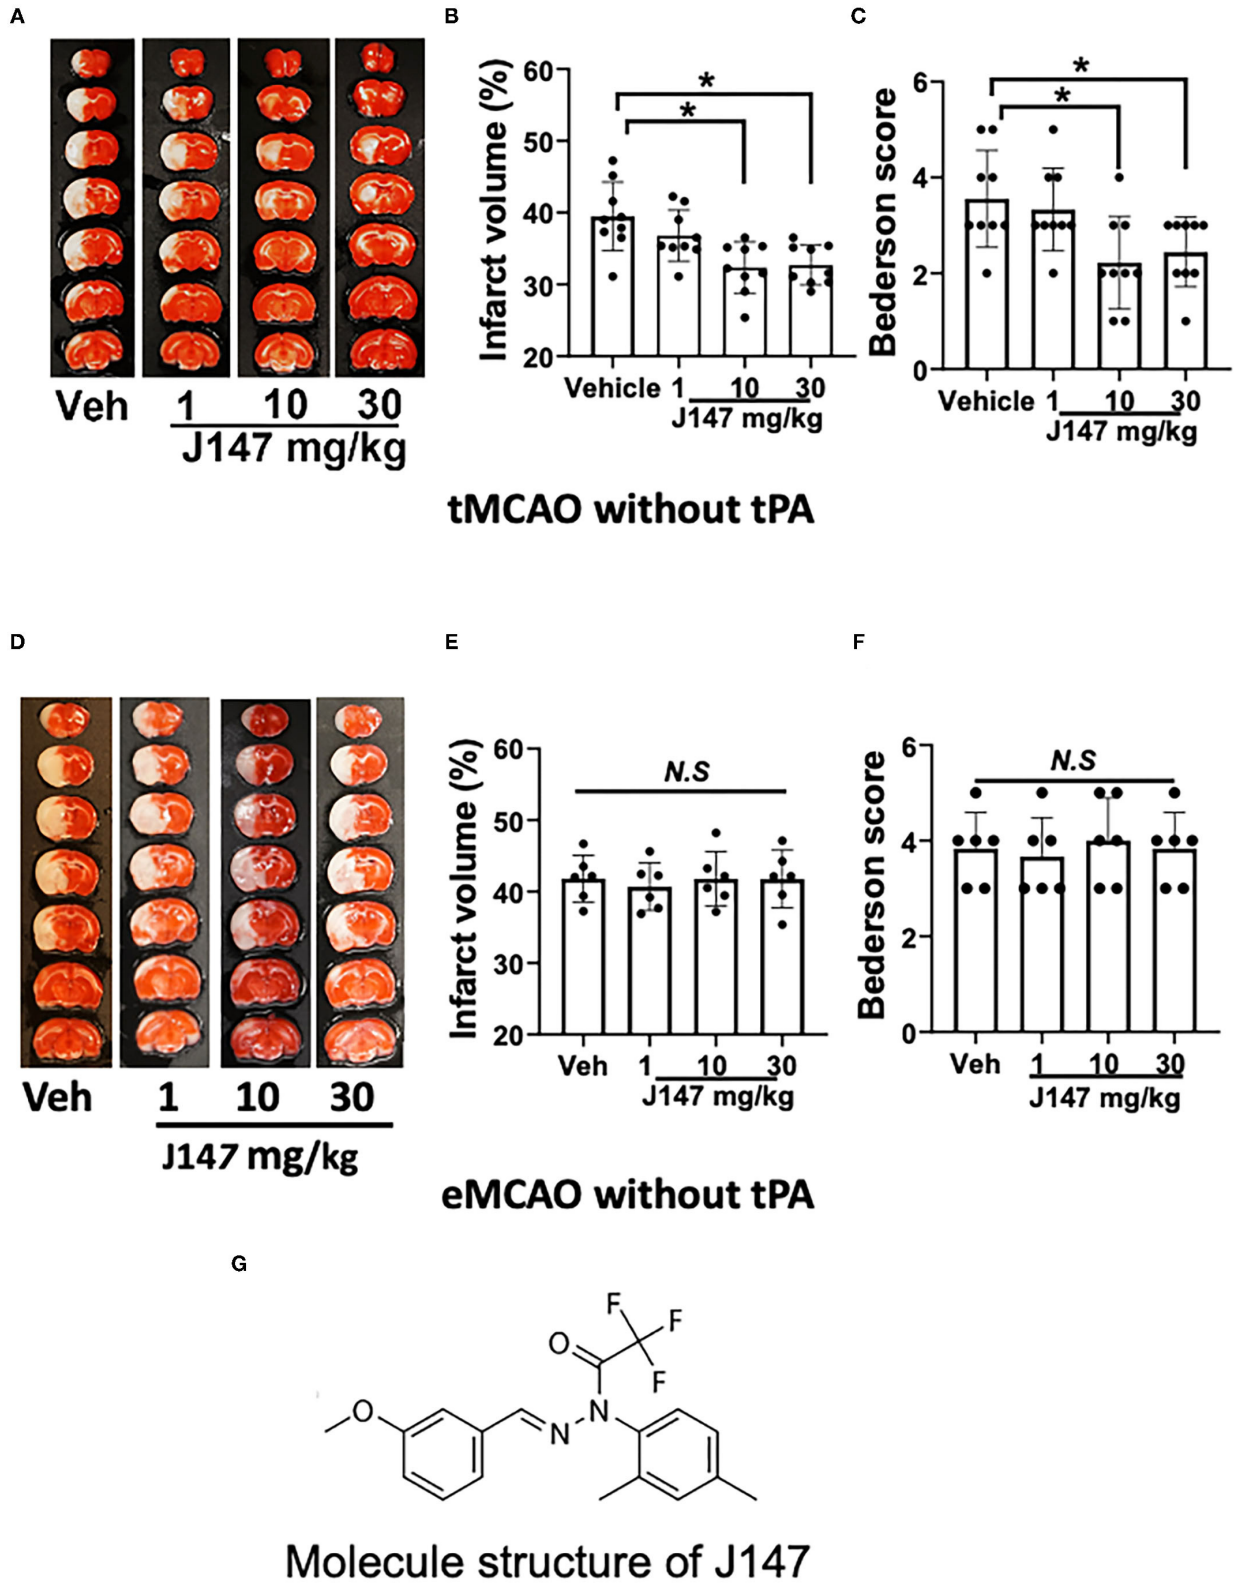 A
Veh 1 10 30
J147 mg/kg
B
Infarct volume (%)
60
50
40
30
20
* 
*
Vehicle 1 10 30
J147 mg/kg
C
Bederson score
6
4
2
0
*
*
Vehicle 1 10 30
J147 mg/kg
tMCAO without tPA
D
Veh 1 10 30
J147 mg/kg
E
Infarct volume (%)
60
50
40
30
20
N.S
Veh 1 10 30
J147 mg/kg
F
Bederson score
6
4
2
0
N.S
Veh 1 10 30
J147 mg/kg
eMCAO without tPA
G
F
F
O
F
O
N
N
Molecule structure of J147